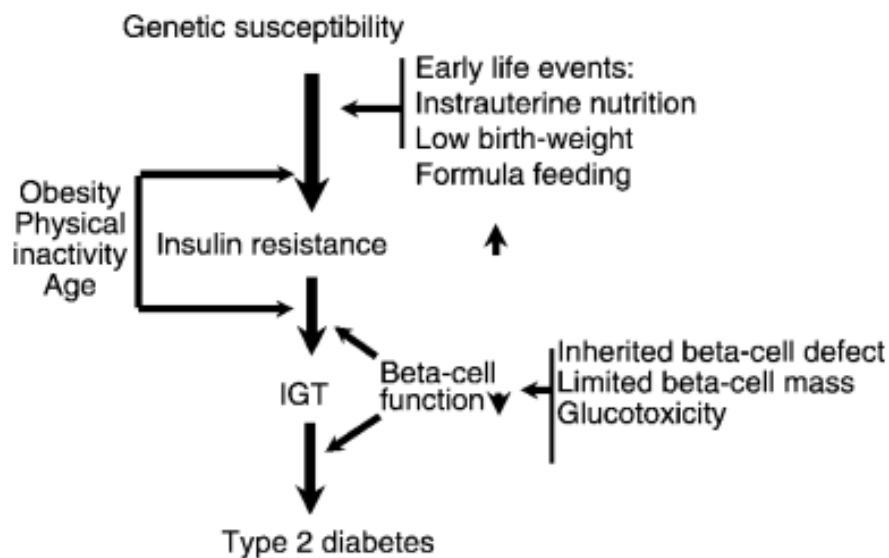 Genetic susceptibility
Early life events:
Instrauterine nutrition
Low birth-weight
Formula feeding
Obesity
Physical
inactivity
Age
Insulin resistance
IGT
Beta-cell
function
Inherited beta-cell defect
Limited beta-cell mass
Glucotoxicity
Type 2 diabetes